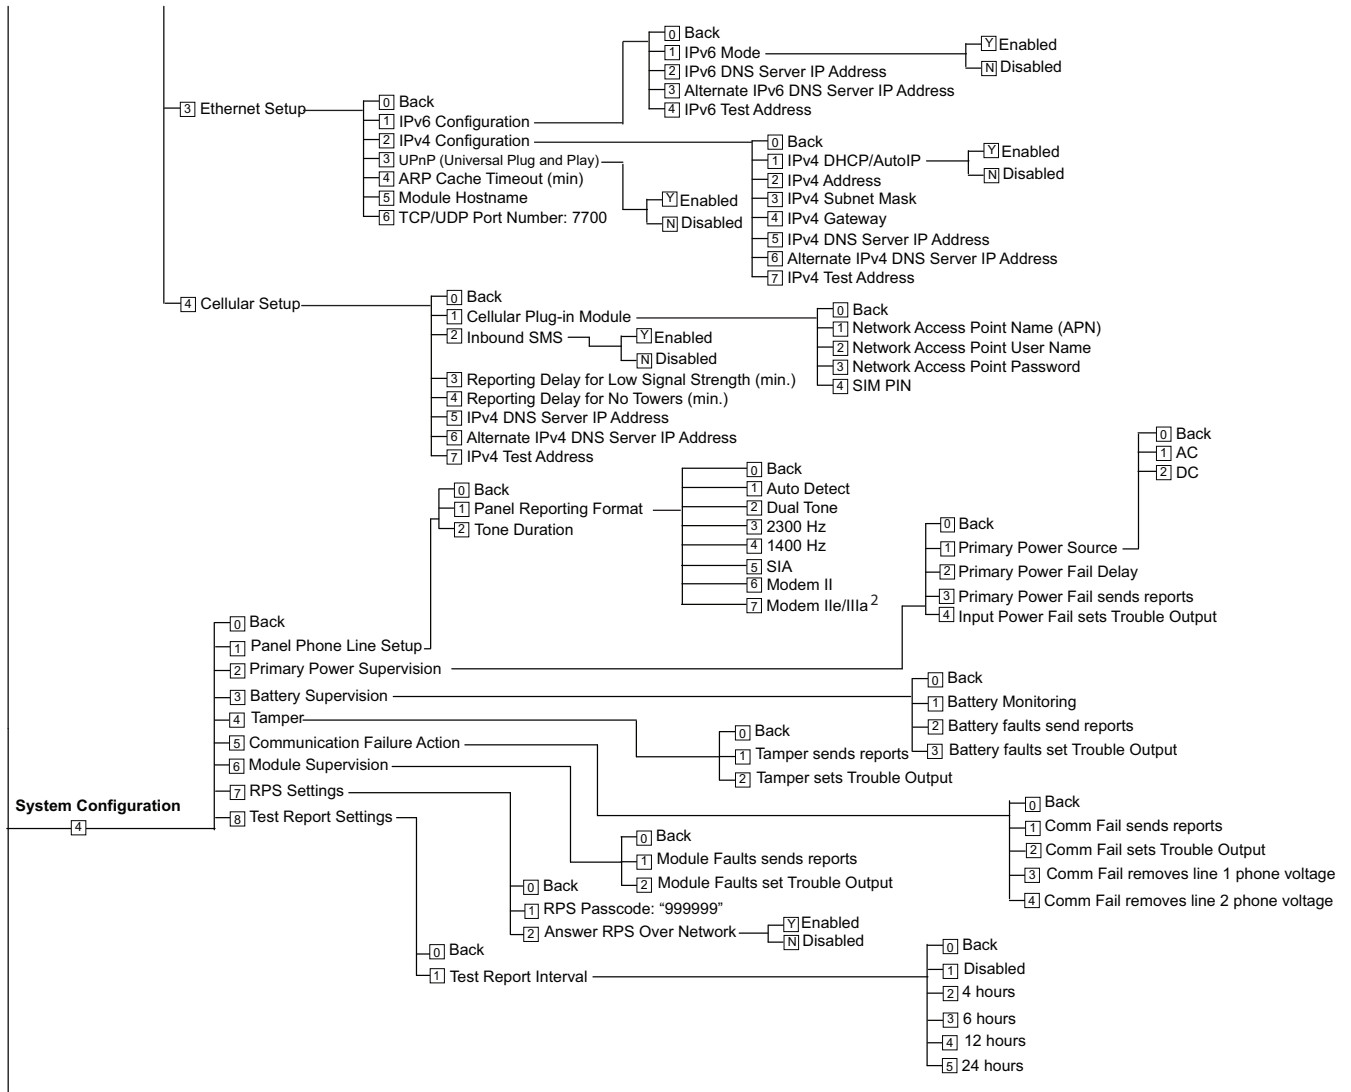 3 Ethernet Setup
0 Back
1 IPv6 Configuration
2 IPv4 Configuration
3 UPnP (Universal Plug and Play)
4 ARP Cache Timeout (min)
5 Module Hostname
6 TCP/UDP Port Number: 7700
0 Back
1 IPv6 Mode
2 IPv6 DNS Server IP Address
3 Alternate IPv6 DNS Server IP Address
4 IPv6 Test Address
Y Enabled
N Disabled
Y Enabled
N Disabled
0 Back
1 IPv4 DHCP/AutoIP
2 IPv4 Address
3 IPv4 Subnet Mask
4 IPv4 Gateway
5 IPv4 DNS Server IP Address
6 Alternate IPv4 DNS Server IP Address
7 IPv4 Test Address
Y Enabled
N Disabled
4 Cellular Setup
0 Back
1 Cellular Plug-in Module
2 Inbound SMS
Y Enabled
N Disabled
3 Reporting Delay for Low Signal Strength (min.)
4 Reporting Delay for No Towers (min.)
5 IPv4 DNS Server IP Address
6 Alternate IPv4 DNS Server IP Address
7 IPv4 Test Address
0 Back
1 Network Access Point Name (APN)
2 Network Access Point User Name
3 Network Access Point Password
4 SIM PIN
System Configuration
4
0 Back
1 Panel Phone Line Setup
2 Primary Power Supervision
3 Battery Supervision
4 Tamper
5 Communication Failure Action
6 Module Supervision
7 RPS Settings
8 Test Report Settings
0 Back
1 Panel Reporting Format
2 Tone Duration
0 Back
1 Auto Detect
2 Dual Tone
3 2300 Hz
4 1400 Hz
5 SIA
6 Modem II
7 Modem IIe/IIIa 2
0 Back
1 Primary Power Source
2 Primary Power Fail Delay
3 Primary Power Fail sends reports
4 Input Power Fail sets Trouble Output
0 Back
1 AC
2 DC
0 Back
1 Battery Monitoring
2 Battery faults send reports
3 Battery faults set Trouble Output
0 Back
1 Tamper sends reports
2 Tamper sets Trouble Output
0 Back
1 Comm Fail sends reports
2 Comm Fail sets Trouble Output
3 Comm Fail removes line 1 phone voltage
4 Comm Fail removes line 2 phone voltage
0 Back
1 Module Faults sends reports
2 Module Faults set Trouble Output
0 Back
1 RPS Passcode: “999999”
2 Answer RPS Over Network
Y Enabled
N Disabled
0 Back
1 Test Report Interval
0 Back
1 Disabled
2 4 hours
3 6 hours
4 12 hours
5 24 hours